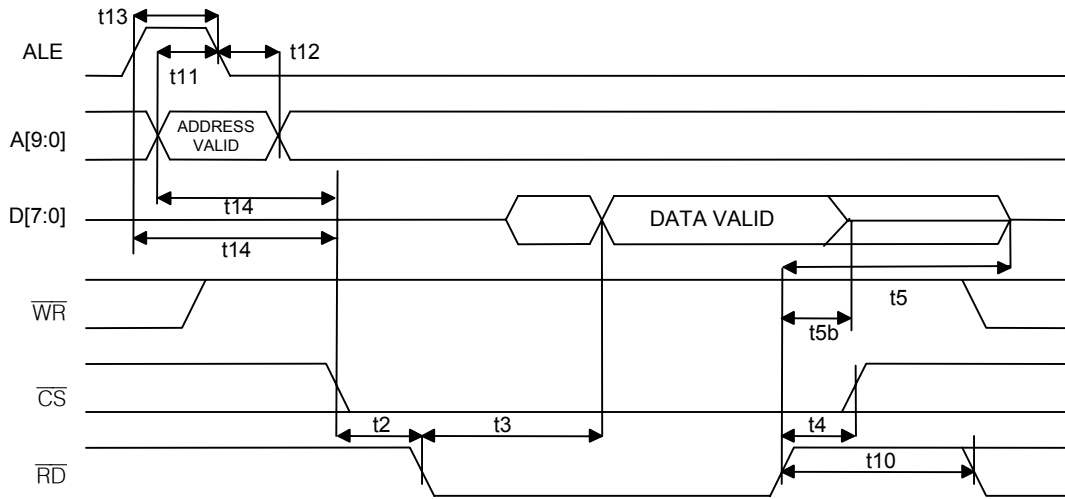 t13
ALE
t12
t11
A[9:0]
ADDRESS
VALID
t14
D[7:0]
DATA VALID
t14
t5
WR
t5b
CS
t2
t3
t4
RD
t10